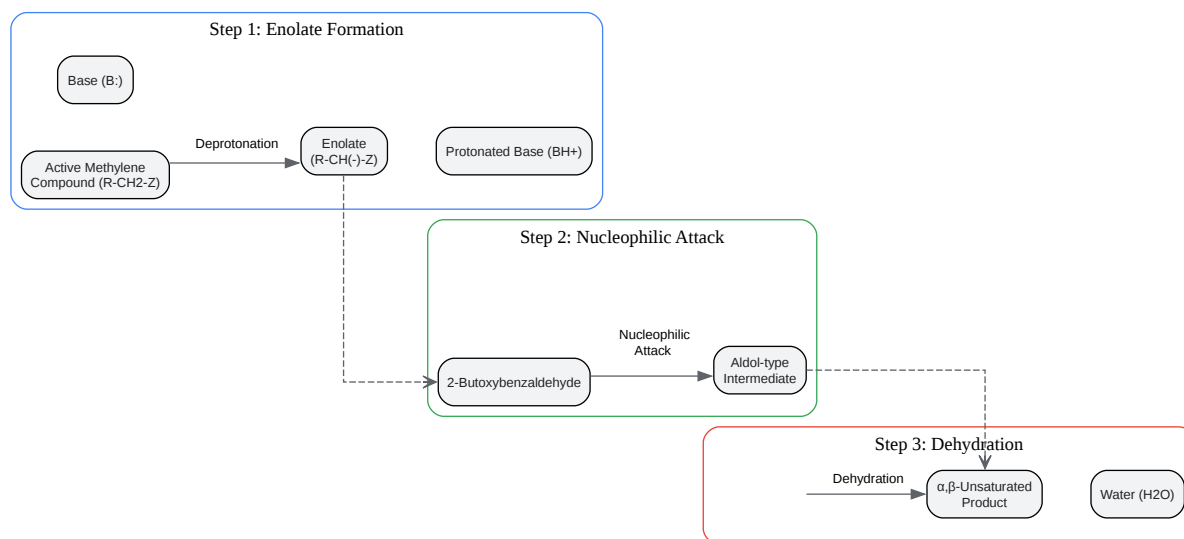 Step 1: Enolate Formation
Base (B:)
Deprotonation
Active Methylene
Compound (R-CH2-Z)
Enolate
(R-CH(-)-Z)
Protonated Base (BH+)
Step 2: Nucleophilic Attack
2-Butoxybenzaldehyde
Nucleophilic
Attack
Aldol-type
Intermediate
Step 3: Dehydration
Dehydration
α,β-Unsaturated
Product
Water (H2O)